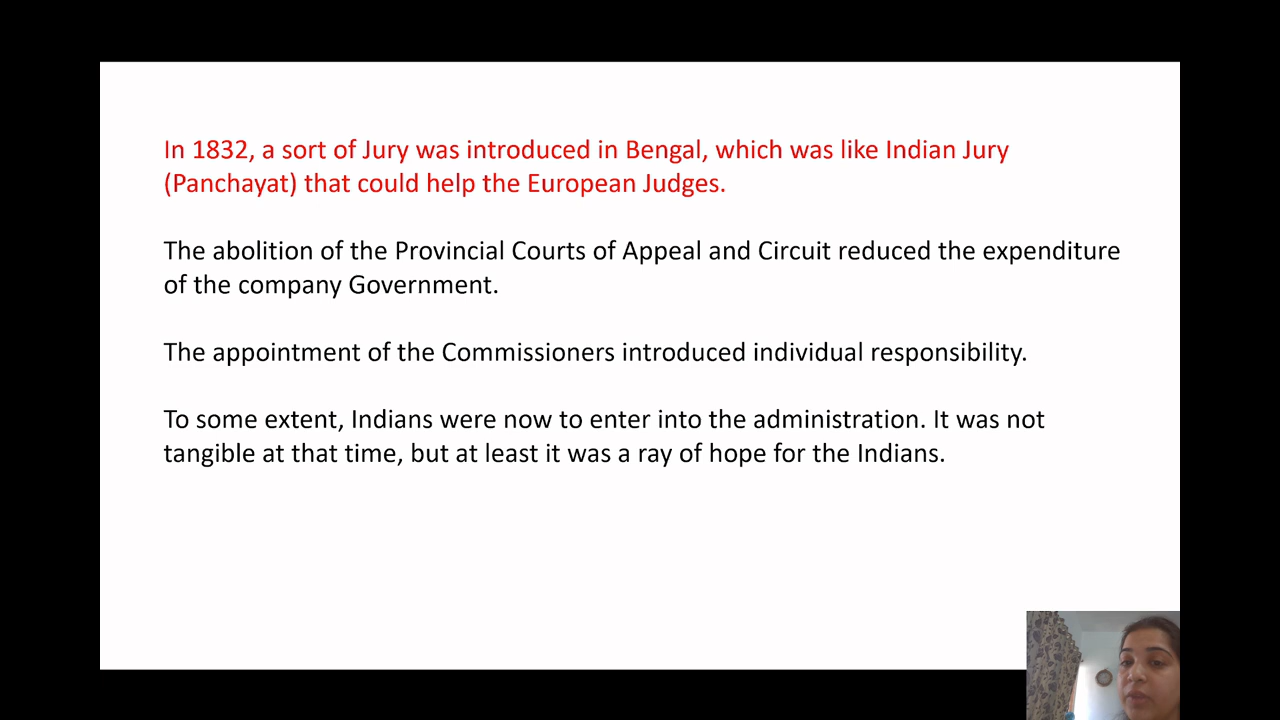 In 1832, a sort of Jury was introduced in Bengal, which was like Indian Jury
(Panchayat) that could help the European Judges.
The abolition of the Provincial Courts of Appeal and Circuit reduced the expenditure
of the company Government.
The appointment of the Commissioners introduced individual responsibility.
To some extent, Indians were now to enter into the administration. It was not
tangible at that time, but at least it was a ray of hope for the Indians.